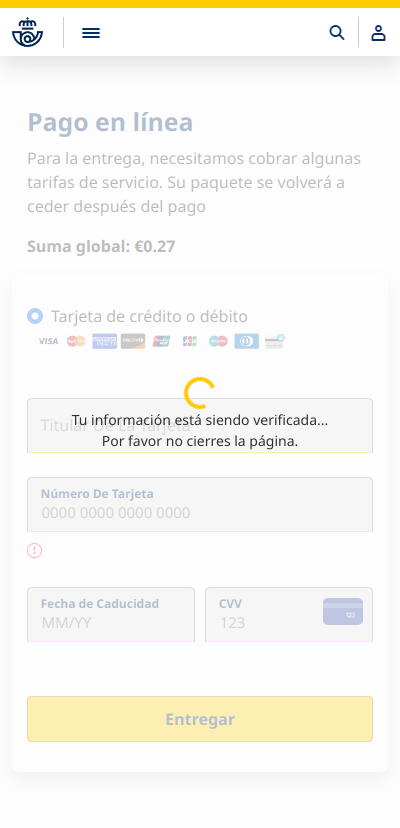 Pago en línea
Para la entrega, necesitamos cobrar algunas
tarifas de servicio. Su paquete se volverá a
ceder después del pago
Suma global: €0.27
Tarjeta de crédito o débito
VISA
Titular De La Tarjeta
Tu información está siendo verificada...
Por favor no cierres la página.
Número De Tarjeta
0000 0000 0000 0000
Fecha de Caducidad
MM/YY
CVV
123
Entregar